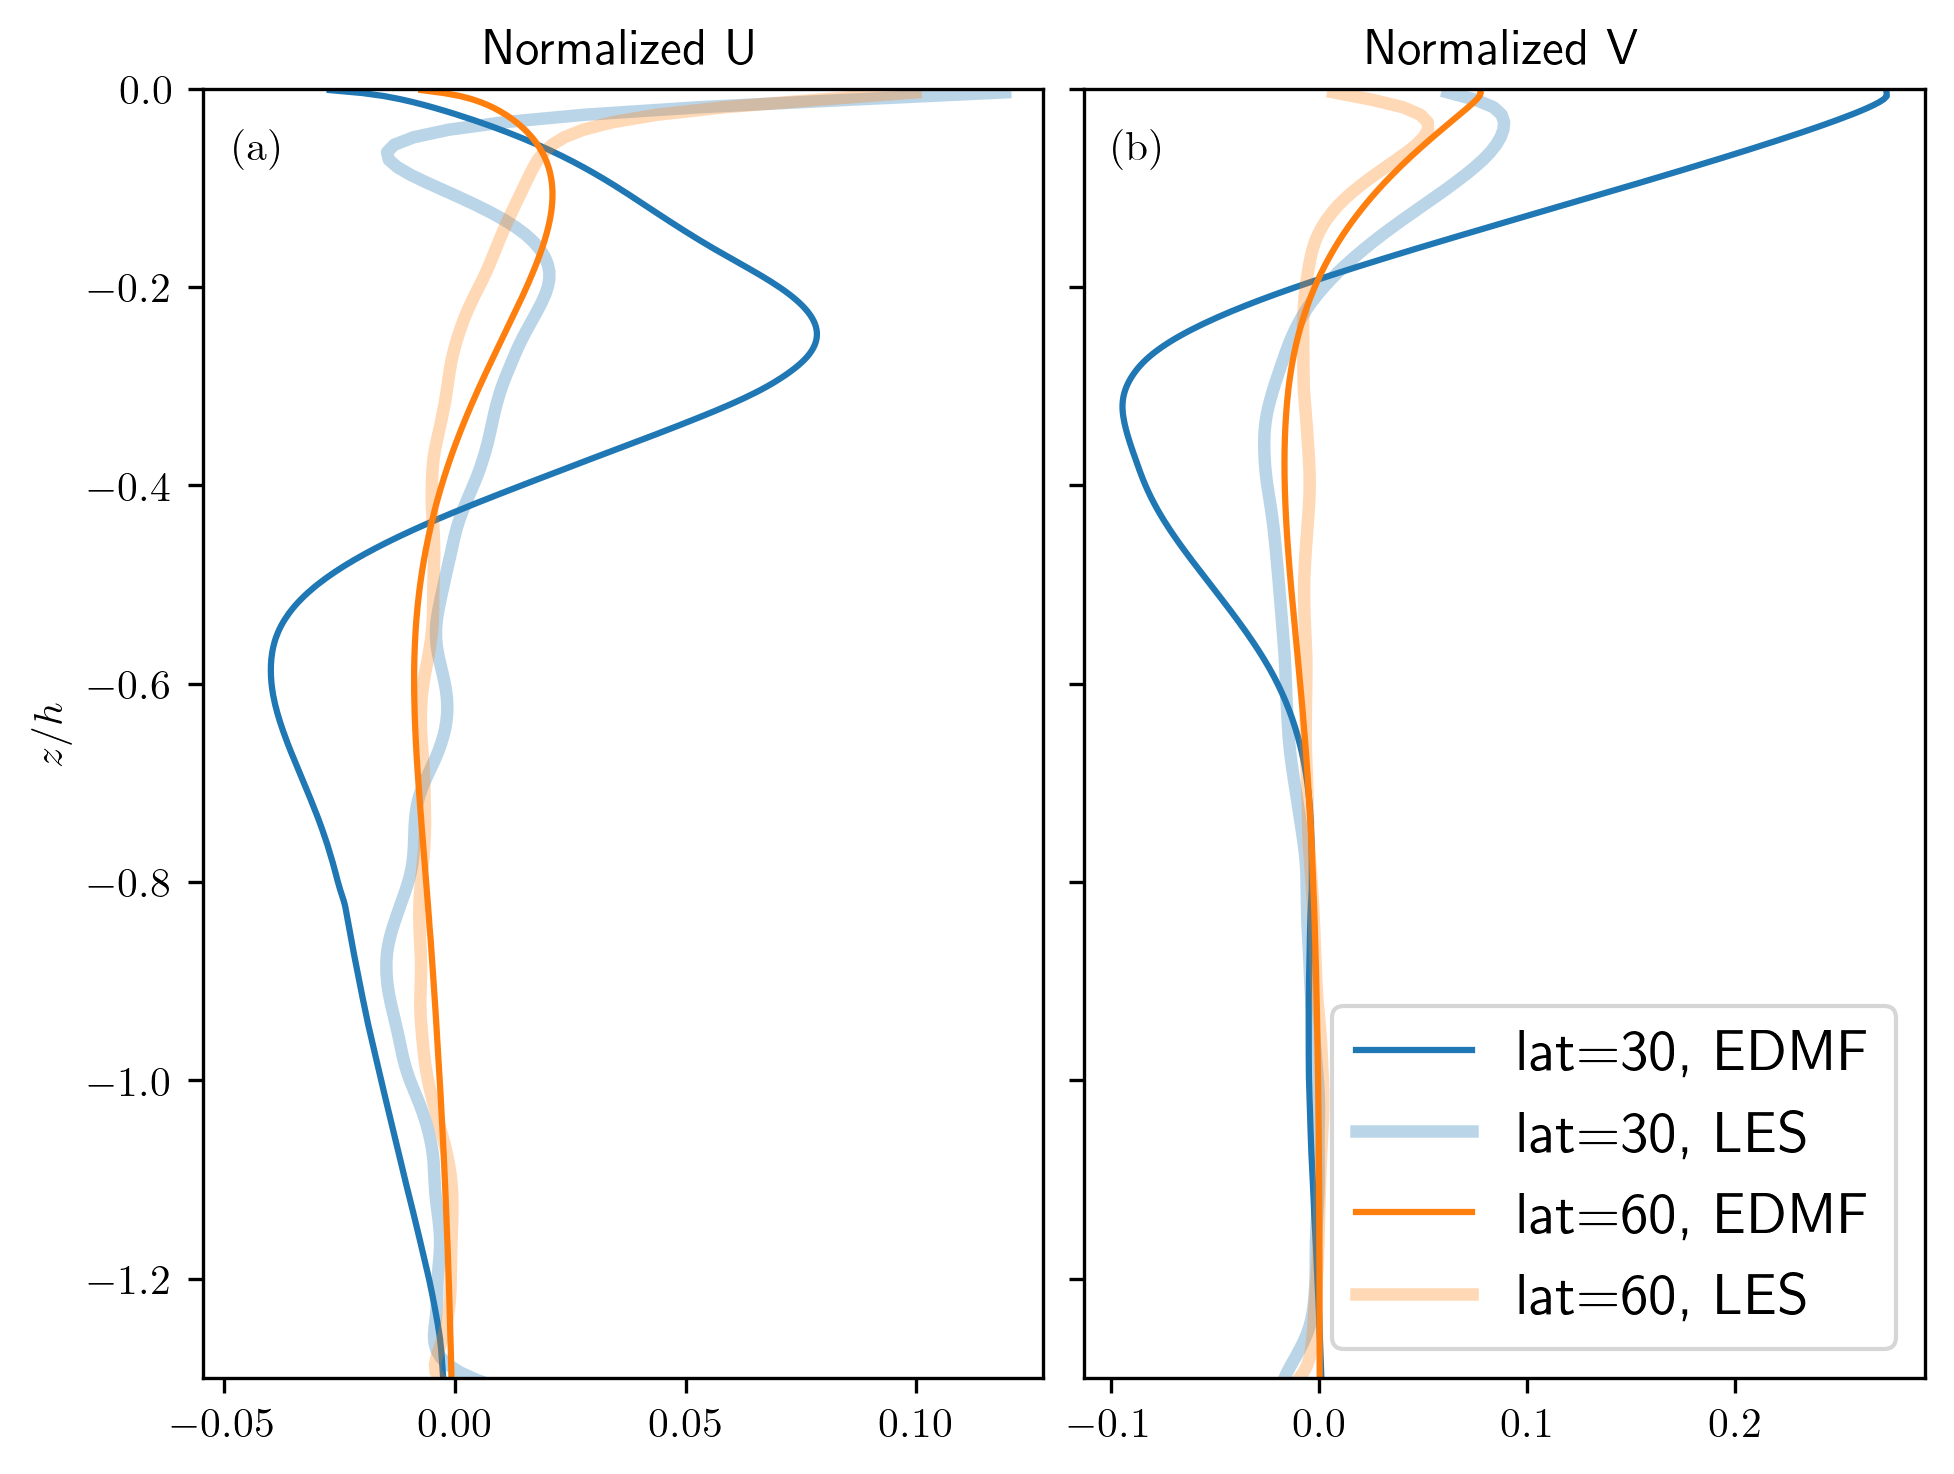 Normalized U
Normalized V
(a)
(b)
0.0
−0.2
−0.4
−0.6
−0.8
−1.0
−1.2
z/h
−0.05
0.00
0.05
0.10
−0.1
0.0
0.1
0.2
lat=30, EDMF
lat=30, LES
lat=60, EDMF
lat=60, LES